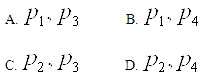 A. p₁、p₃ B. p₁、p₄
C. p₂、p₃ D. p₂、p₄